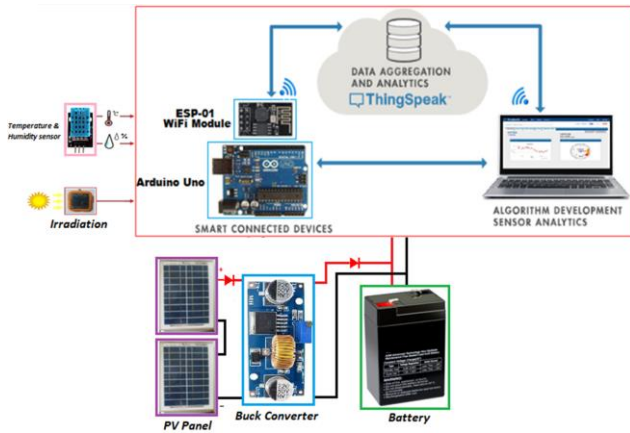 DATA AGGREGATION
AND ANALYTICS
ThingSpeak™
ESP-01
WiFi Module
°C
%
Temperature &
Humidity sensor
Arduino Uno
Irradiation
SMART CONNECTED DEVICES
ALGORITHM DEVELOPMENT
SENSOR ANALYTICS
+
−
PV Panel
Buck Converter
Battery